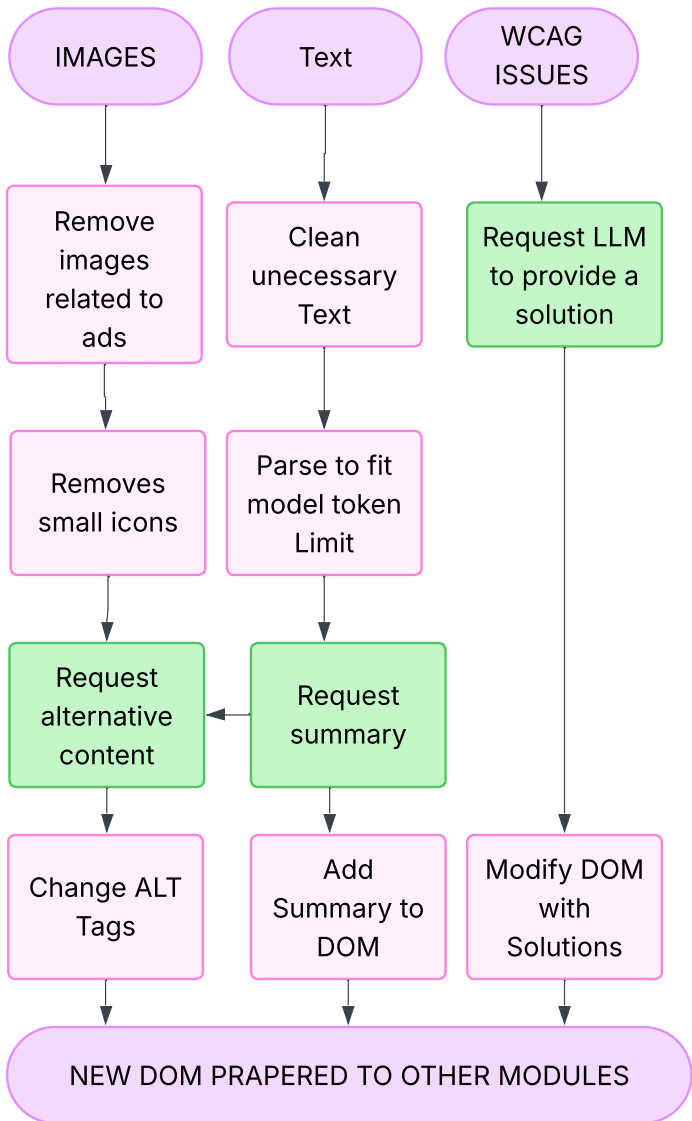 IMAGES
Text
WCAG
ISSUES
Remove
images
related to
ads
Clean
unecessary
Text
Request LLM
to provide a
solution
Removes
small icons
Parse to fit
model token
Limit
Request
alternative
content
Request
summary
Change ALT
Tags
Add
Summary to
DOM
Modify DOM
with
Solutions
NEW DOM PRAPERED TO OTHER MODULES